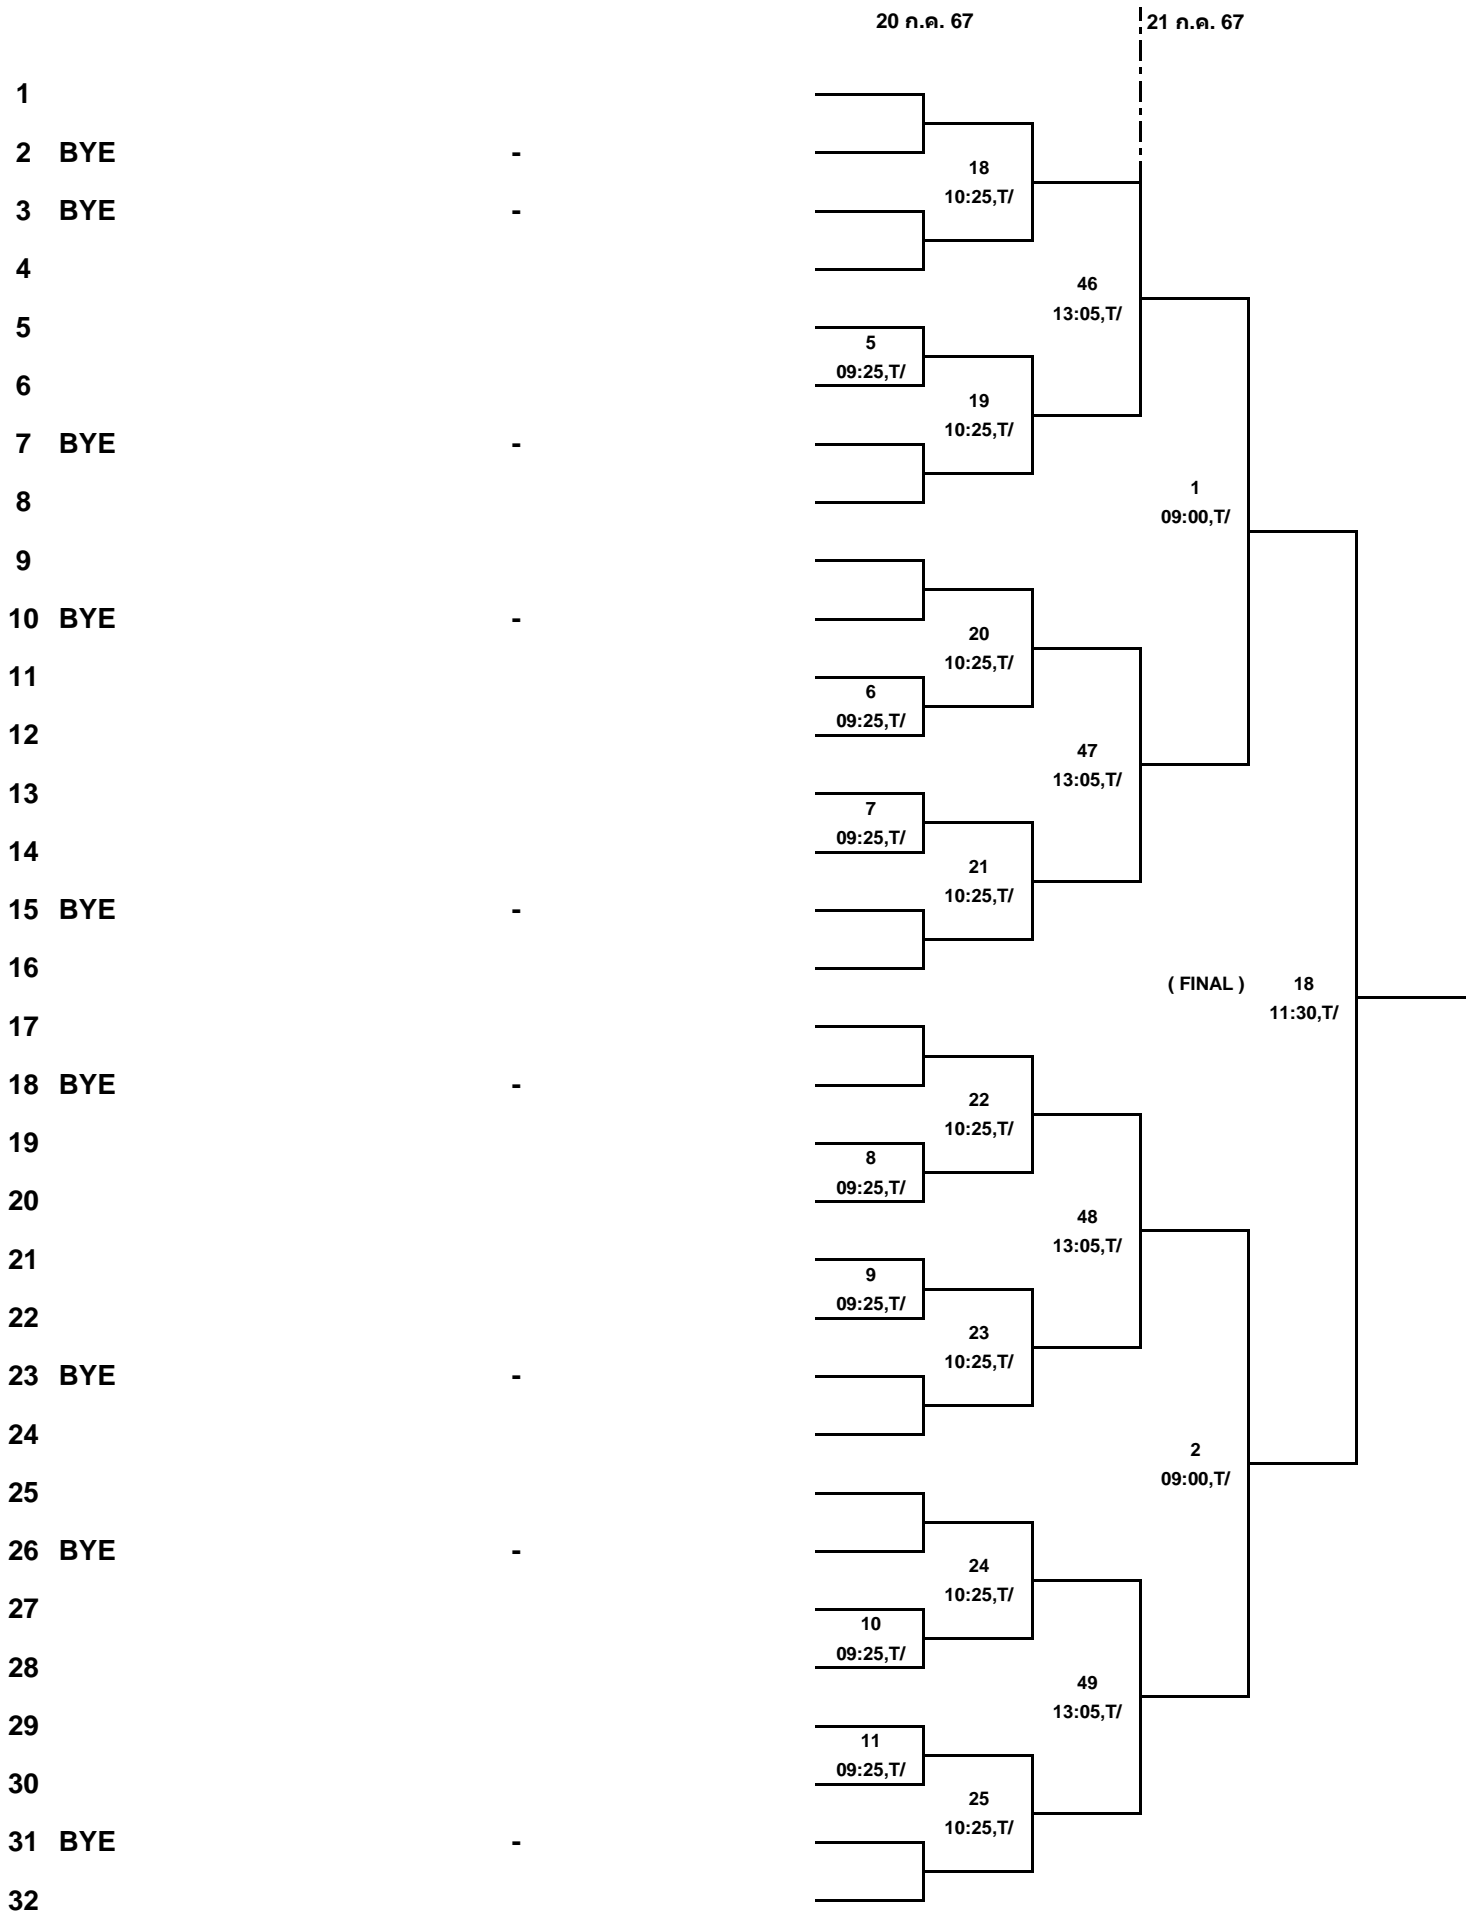 20 ก.ค. 67 21 ก.ค. 67
1
2 BYE -
18
3 BYE -
10:25,T/
4
46
13:05,T/
5
5
09:25,T/
6
19
10:25,T/
7 BYE -
8
1
09:00,T/
9
10 BYE -
20
10:25,T/
11
6
09:25,T/
12
47
13:05,T/
13
7
09:25,T/
14
21
10:25,T/
15 BYE -
16
( FINAL ) 18
11:30,T/
17
18 BYE -
22
10:25,T/
19
8
09:25,T/
20
48
13:05,T/
21
9
09:25,T/
22
23
10:25,T/
23 BYE -
24
2
09:00,T/
25
26 BYE -
24
10:25,T/
27
10
09:25,T/
28
49
13:05,T/
29
11
09:25,T/
30
25
10:25,T/
31 BYE -
32